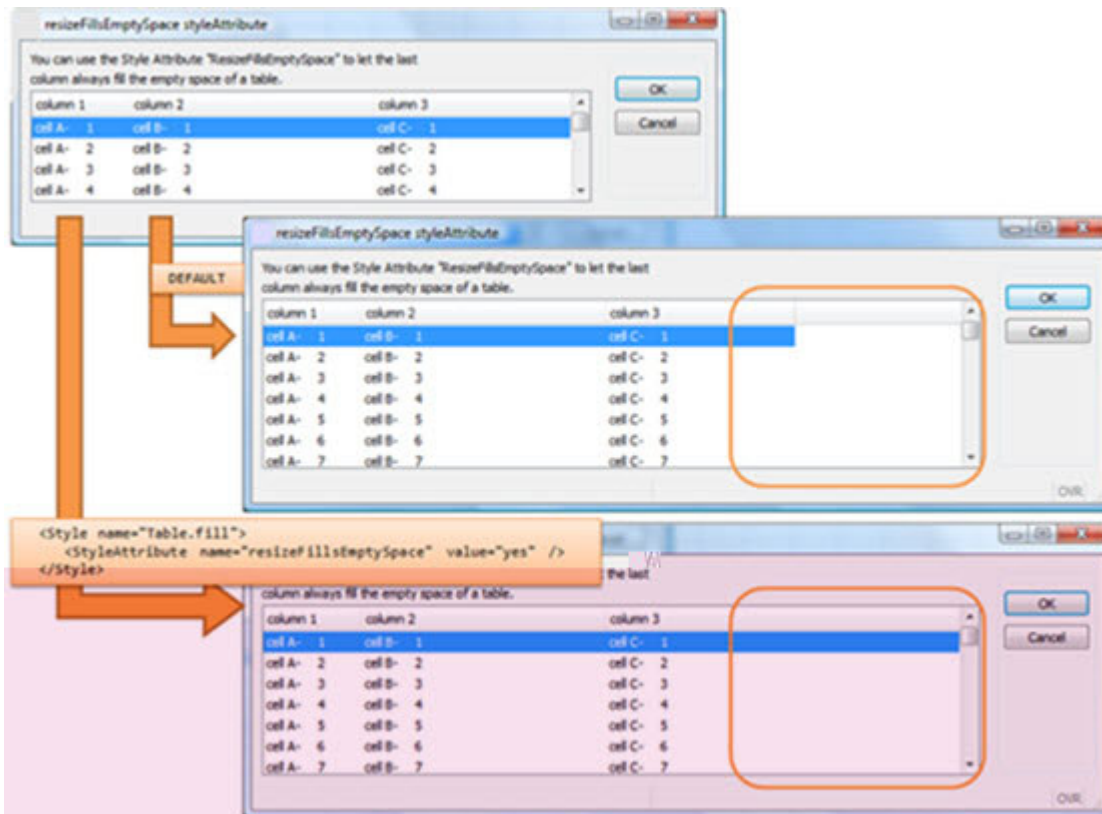 resizeFillsEmptySpace styleAttribute
You can use the Style Attribute "ResizeFillsEmptySpace" to let the last
column always fill the empty space of a table.
column 1 column 2 column 3
cell A- 1 cell B- 1 cell C- 1
cell A- 2 cell B- 2 cell C- 2
cell A- 3 cell B- 3 cell C- 3
cell A- 4 cell B- 4 cell C- 4
OK
Cancel
DEFAULT
resizeFillsEmptySpace styleAttribute
You can use the Style Attribute "ResizeFillsEmptySpace" to let the last
column always fill the empty space of a table.
column 1 column 2 column 3
cell A- 1 cell B- 1 cell C- 1
cell A- 2 cell B- 2 cell C- 2
cell A- 3 cell B- 3 cell C- 3
cell A- 4 cell B- 4 cell C- 4
cell A- 5 cell B- 5 cell C- 5
cell A- 6 cell B- 6 cell C- 6
cell A- 7 cell B- 7 cell C- 7
OK
Cancel
OVR
<Style name="Table.fill">
<StyleAttribute name="resizeFillsEmptySpace" value="yes" />
</Style>
the last
column always fill the empty space of a table.
column 1 column 2 column 3
cell A- 1 cell B- 1 cell C- 1
cell A- 2 cell B- 2 cell C- 2
cell A- 3 cell B- 3 cell C- 3
cell A- 4 cell B- 4 cell C- 4
cell A- 5 cell B- 5 cell C- 5
cell A- 6 cell B- 6 cell C- 6
cell A- 7 cell B- 7 cell C- 7
OK
Cancel
OVR